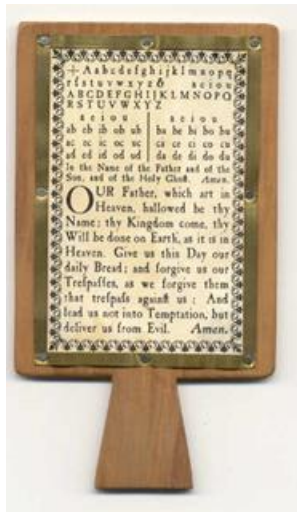 + A a b c d e f g h i j k l m n o p q
r ſ s t u v w x y z & a e i o u
A B C D E F G H I J K L M N O P Q
R S T U V W X Y Z
a e i o u a e i o u
ab eb ib ob ub ba be bi bo bu
ac ec ic oc uc ca ce ci co cu
ad ed id od ud da de di do du
In the Name of the Father and of the
Son, and of the Holy Ghoſt. Amen.
OUR Father, which art in
Heaven, hallowed be thy
Name; thy Kingdom come, thy
Will be done on Earth, as it is in
Heaven. Give us this Day our
daily Bread; and forgive us our
Treſpaſſes, as we forgive them
that treſpaſs againſt us: And
lead us not into Temptation, but
deliver us from Evil. Amen.